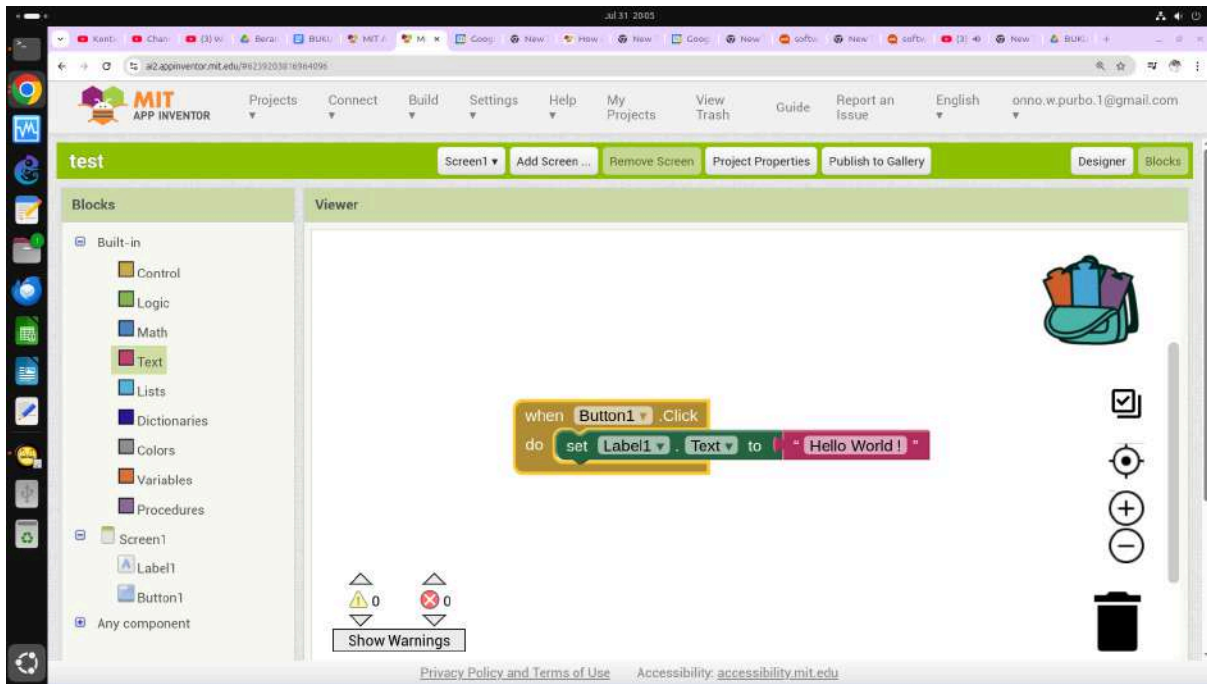 Jul 31 20:05
ai2.appinventor.mit.edu/#6239203816964096
MIT APP INVENTOR
Projects
Connect
Build
Settings
Help
My Projects
View Trash
Guide
Report an Issue
English
onno.w.purbo.1@gmail.com
test
Screen1
Add Screen ...
Remove Screen
Project Properties
Publish to Gallery
Designer
Blocks
Blocks
Viewer
Built-in
Control
Logic
Math
Text
Lists
Dictionaries
Colors
Variables
Procedures
Screen1
Label1
Button1
Any component
when Button1 .Click
do set Label1 . Text to " Hello World ! "
0 0
Show Warnings
Privacy Policy and Terms of Use Accessibility: accessibility.mit.edu